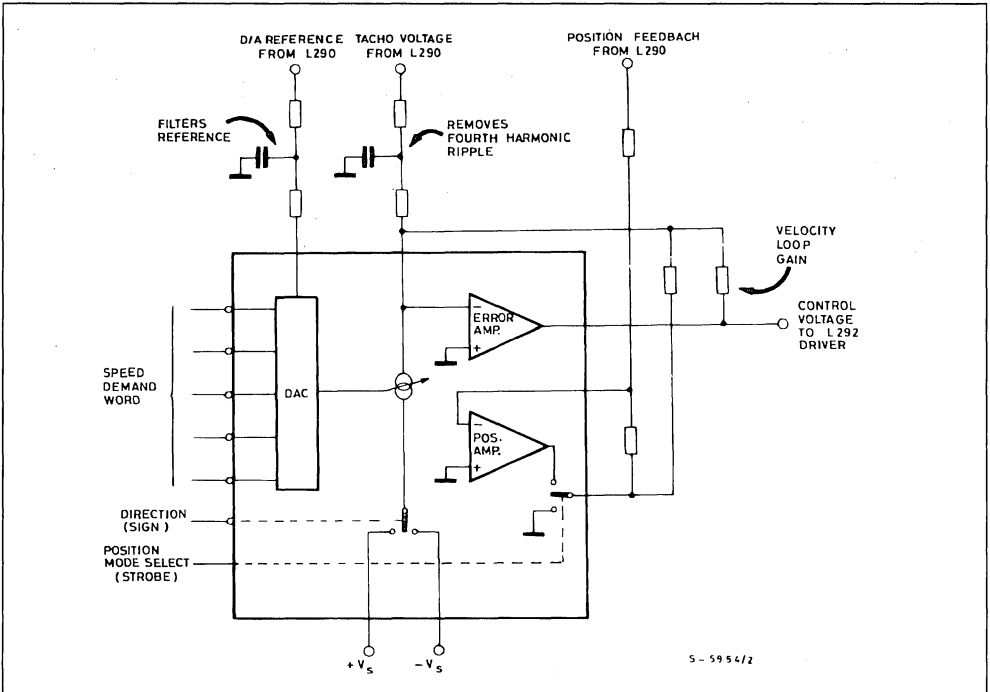 D/A REFERENCE
FROM L290
TACHO VOLTAGE
FROM L290
POSITION FEEDBACH
FROM L290
FILTERS
REFERENCE
REMOVES
FOURTH HARMONIC
RIPPLE
VELOCITY
LOOP
GAIN
CONTROL
VOLTAGE
TO L292
DRIVER
SPEED
DEMAND
WORD
DAC
-
ERROR
AMP.
+
-
POS.
AMP.
+
DIRECTION
(SIGN)
POSITION
MODE SELECT
(STROBE)
+Vs
-Vs
S-5954/2